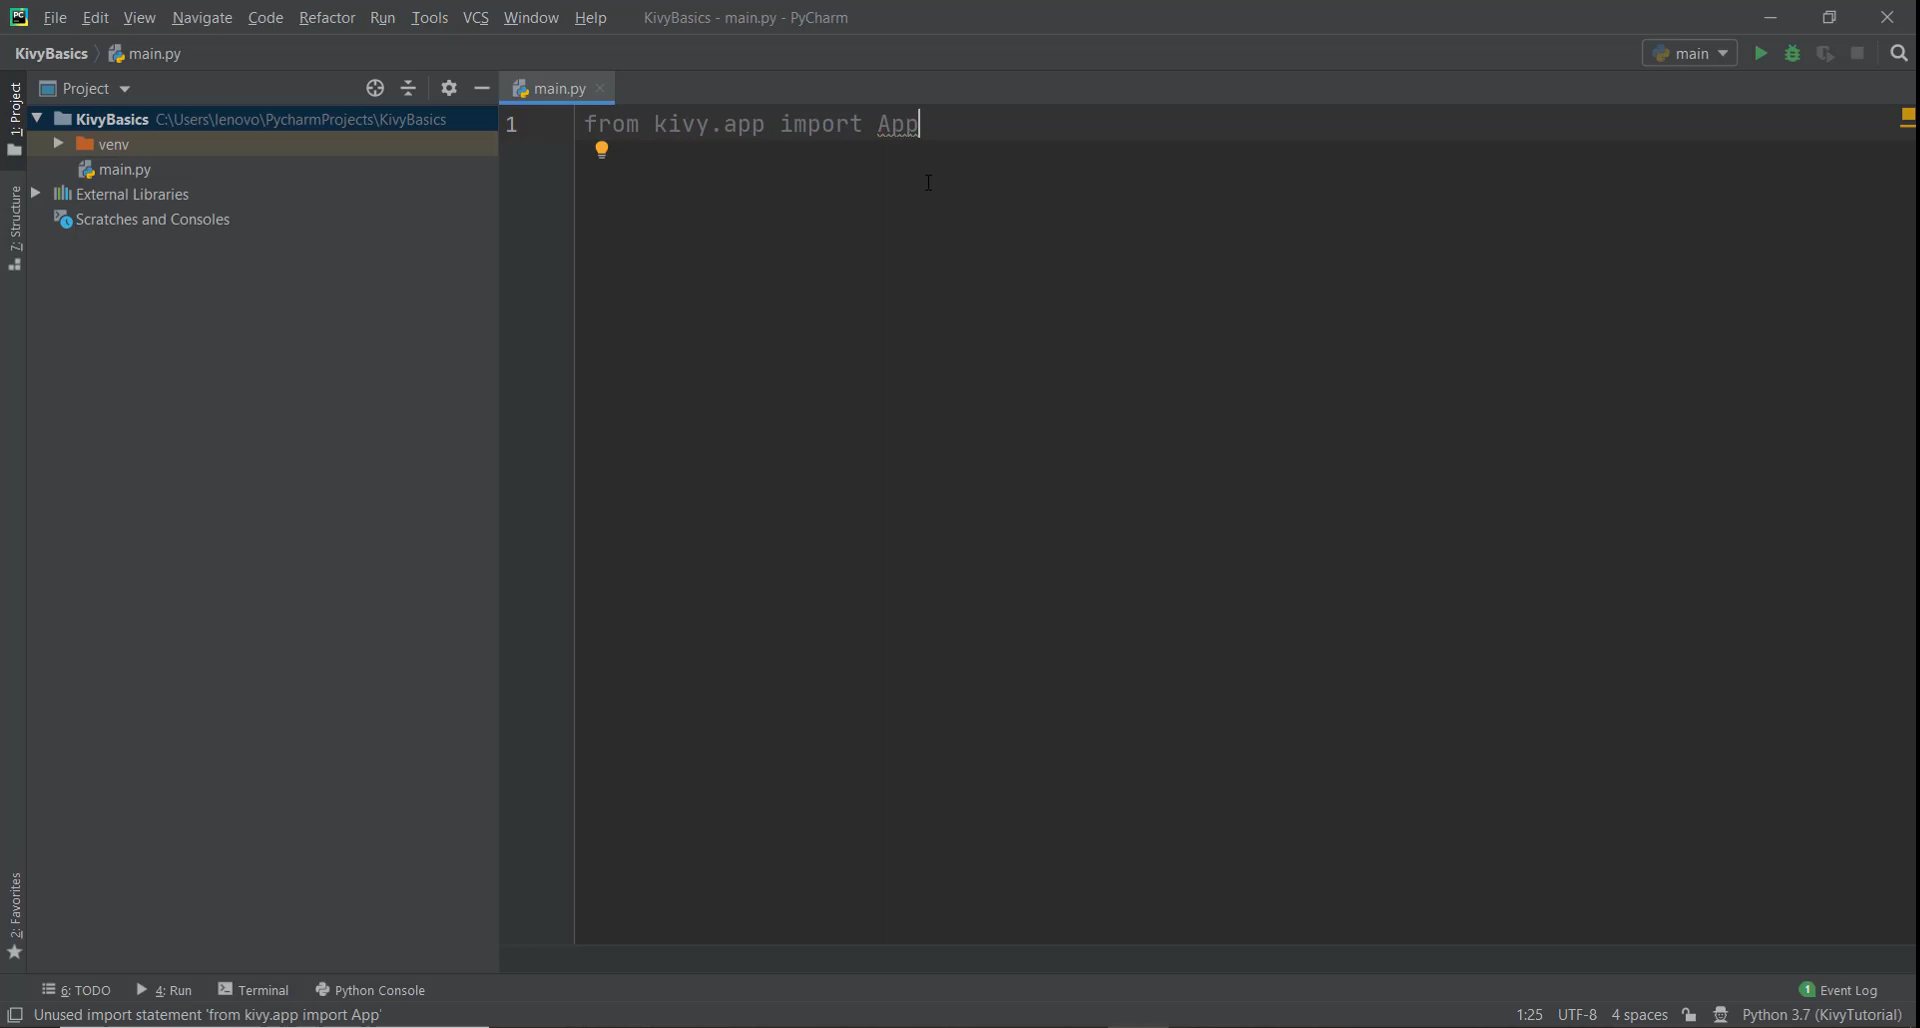 PC File Edit View Navigate Code Refactor Run Tools VCS Window Help KivyBasics - main.py - PyCharm
KivyBasics main.py main
1: Project
Project main.py
KivyBasics C:\Users\lenovo\PycharmProjects\KivyBasics
venv
main.py
External Libraries
Scratches and Consoles
1 from kivy.app import App
7: Structure
2: Favorites
6: TODO 4: Run Terminal Python Console 1 Event Log
Unused import statement 'from kivy.app import App' 1:25 UTF-8 4 spaces Python 3.7 (KivyTutorial)